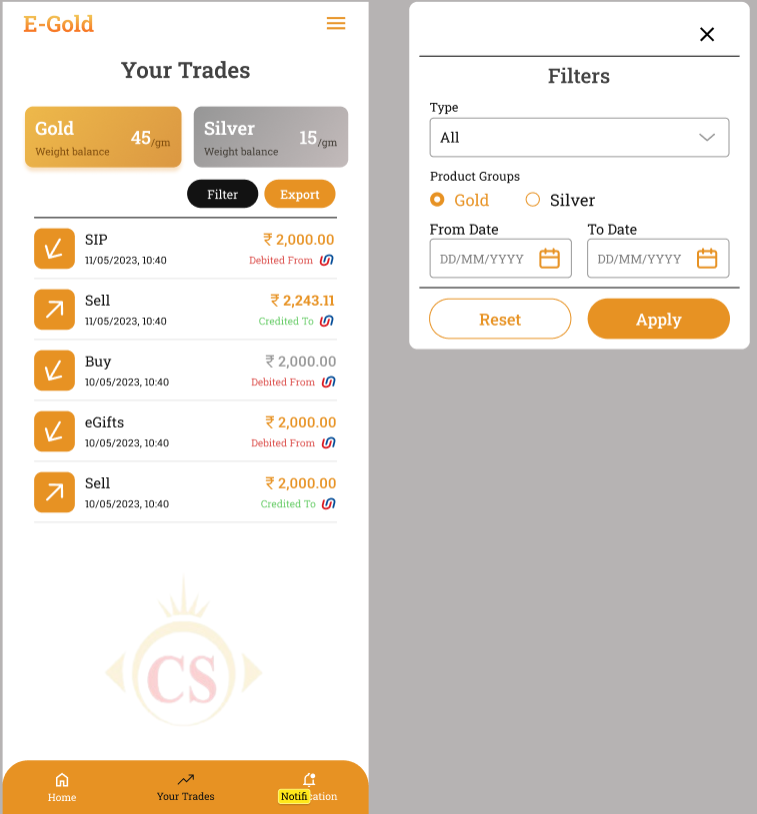 E-Gold
Your Trades
Gold
Weight balance
45/gm
Silver
Weight balance
15/gm
Filter
Export
SIP
₹ 2,000.00
11/05/2023, 10:40
Debited From
Sell
₹ 2,243.11
11/05/2023, 10:40
Credited To
Buy
₹ 2,000.00
10/05/2023, 10:40
Debited From
eGifts
₹ 2,000.00
10/05/2023, 10:40
Debited From
Sell
₹ 2,000.00
10/05/2023, 10:40
Credited To
CS
Home
Your Trades
Notification
Filters
Type
All
Product Groups
Gold
Silver
From Date
To Date
DD/MM/YYYY
DD/MM/YYYY
Reset
Apply